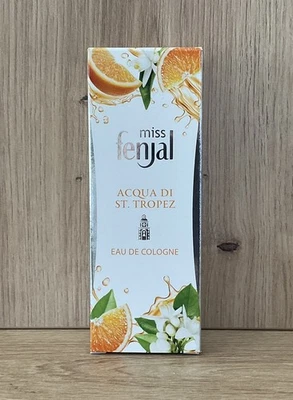 miss
fenjal
ACQUA DI
ST. TROPEZ
EAU DE COLOGNE